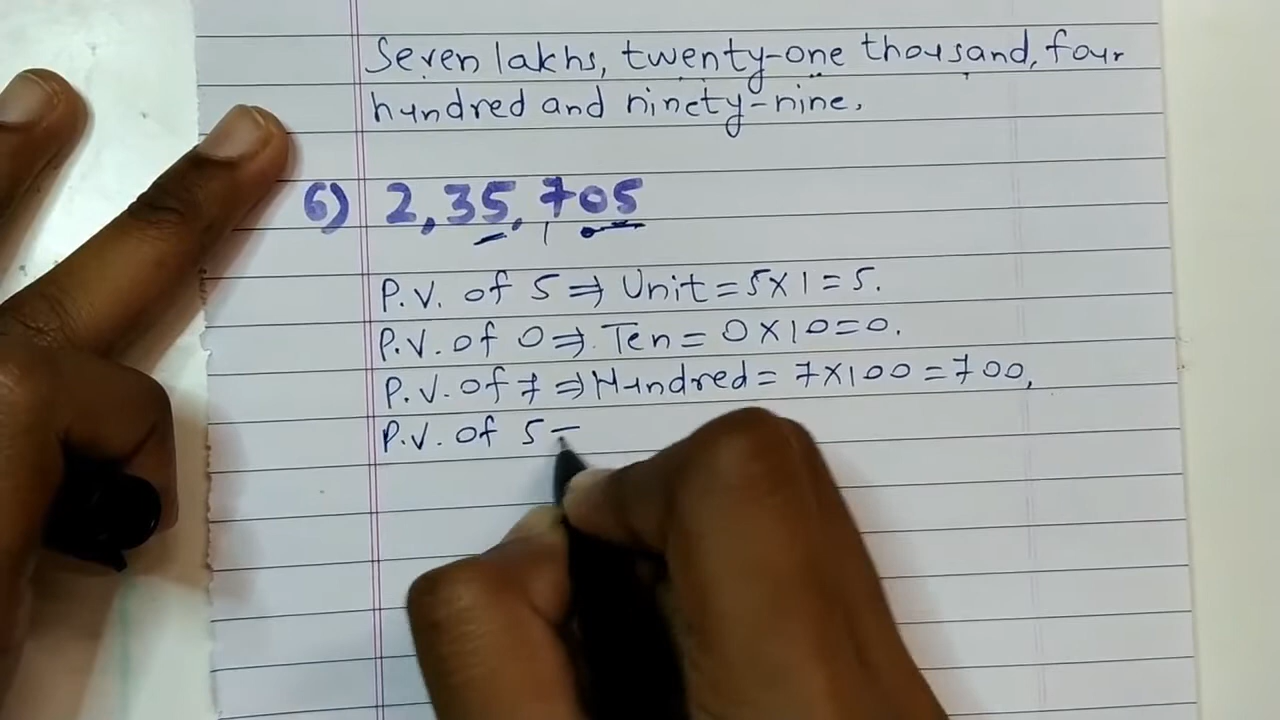 Seven lakhs, twenty-one thousand, four
hundred and ninety-nine.
6) 2,35,705
P.V. of 5 ⇒ Unit = 5×1 = 5.
P.V. of 0 ⇒ Ten = 0×10=0.
P.V. of 7 ⇒ Hundred = 7×100 = 700,
P.V. of 5 -